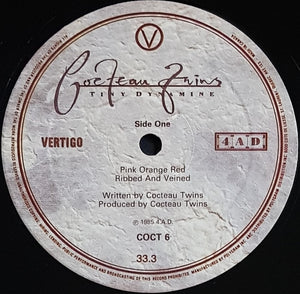 V
Cocteau Twins
TINY DYNAMINE
Side One
VERTIGO
4AD
Pink Orange Red
Ribbed And Veined
Written by Cocteau Twins
Produced by Cocteau Twins
℗ 1985 4.A.D.
COCT 6
33.3